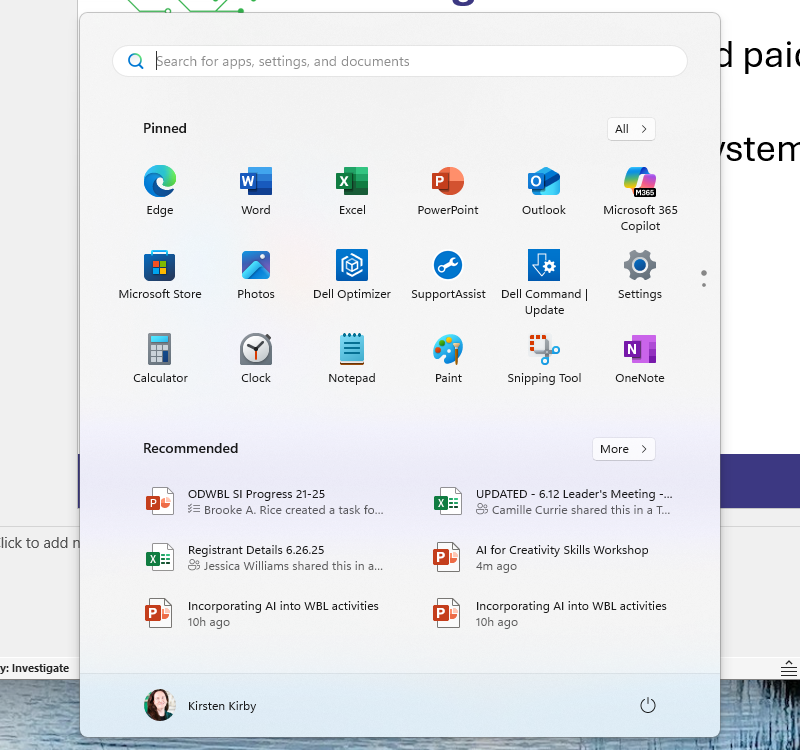 d paid
ystem
Search for apps, settings, and documents
Pinned
All
Edge
Word
Excel
PowerPoint
Outlook
M365
Microsoft 365
Copilot
Microsoft Store
Photos
Dell Optimizer
SupportAssist
Dell Command |
Update
Settings
Calculator
Clock
Notepad
Paint
Snipping Tool
OneNote
Recommended
More
ODWBL SI Progress 21-25
Brooke A. Rice created a task fo...
UPDATED - 6.12 Leader's Meeting -...
Camille Currie shared this in a T...
Registrant Details 6.26.25
Jessica Williams shared this in a...
AI for Creativity Skills Workshop
4m ago
Incorporating AI into WBL activities
10h ago
Incorporating AI into WBL activities
10h ago
lick to add n
y: Investigate
Kirsten Kirby